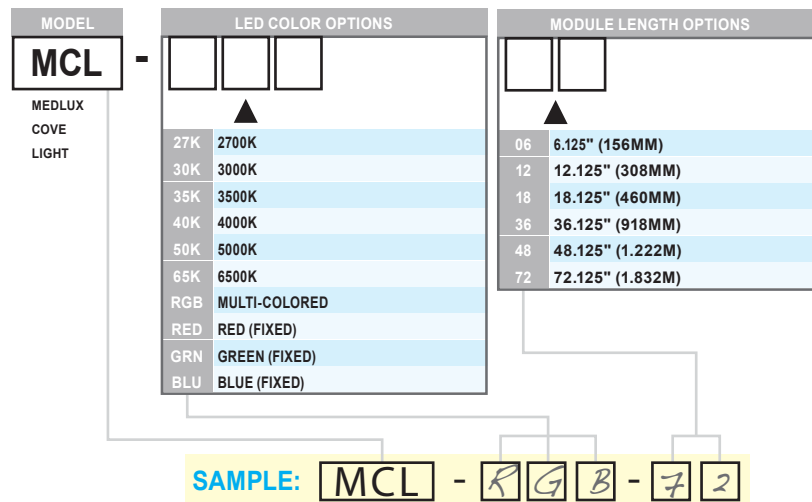 MODEL
MCL -
MEDLUX
COVE
LIGHT
LED COLOR OPTIONS
27K 2700K
30K 3000K
35K 3500K
40K 4000K
50K 5000K
65K 6500K
RGB MULTI-COLORED
RED RED (FIXED)
GRN GREEN (FIXED)
BLU BLUE (FIXED)
MODULE LENGTH OPTIONS
06 6.125" (156MM)
12 12.125" (308MM)
18 18.125" (460MM)
36 36.125" (918MM)
48 48.125" (1.222M)
72 72.125" (1.832M)
SAMPLE: MCL - RGB - 72